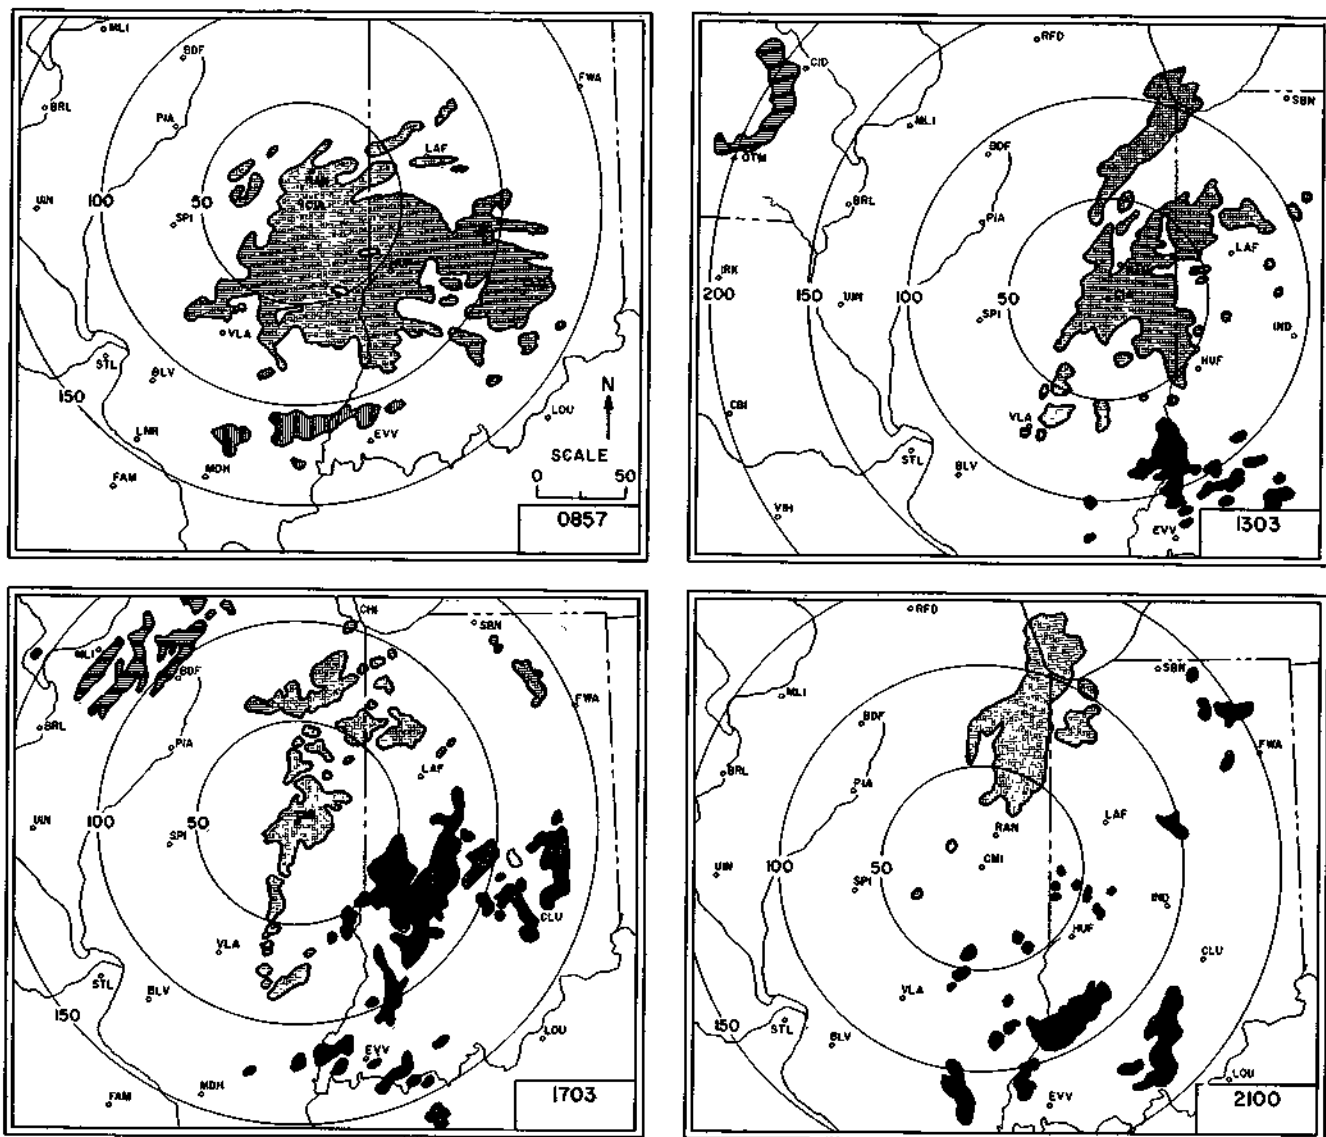 MLI
BDF
FWA
BRL
PIA
LAF
RAN
CMI
UIN
100
50
SPI
HUF
VLA
STL
BLV
150
N
LOU
EVV
SCALE
MDH
FAM
0 50
0857
RFD
CID
SBN
MLI
OTM
BDF
BRL
PIA
LAF
IRK
200
150
UIN
100
50
SPI
IND
HUF
CBI
VLA
STL
BLV
VIH
EVV
1303
CHI
SBN
MLI
BDF
FWA
BRL
PIA
LAF
UIN
100
50
SPI
CLU
VLA
STL
BLV
150
LOU
EVV
MDH
FAM
1703
RFD
SBN
MLI
BDF
FWA
BRL
PIA
LAF
RAN
UIN
100
50
CMI
SPI
IND
HUF
CLU
VLA
150
STL
BLV
LOU
EVV
2100